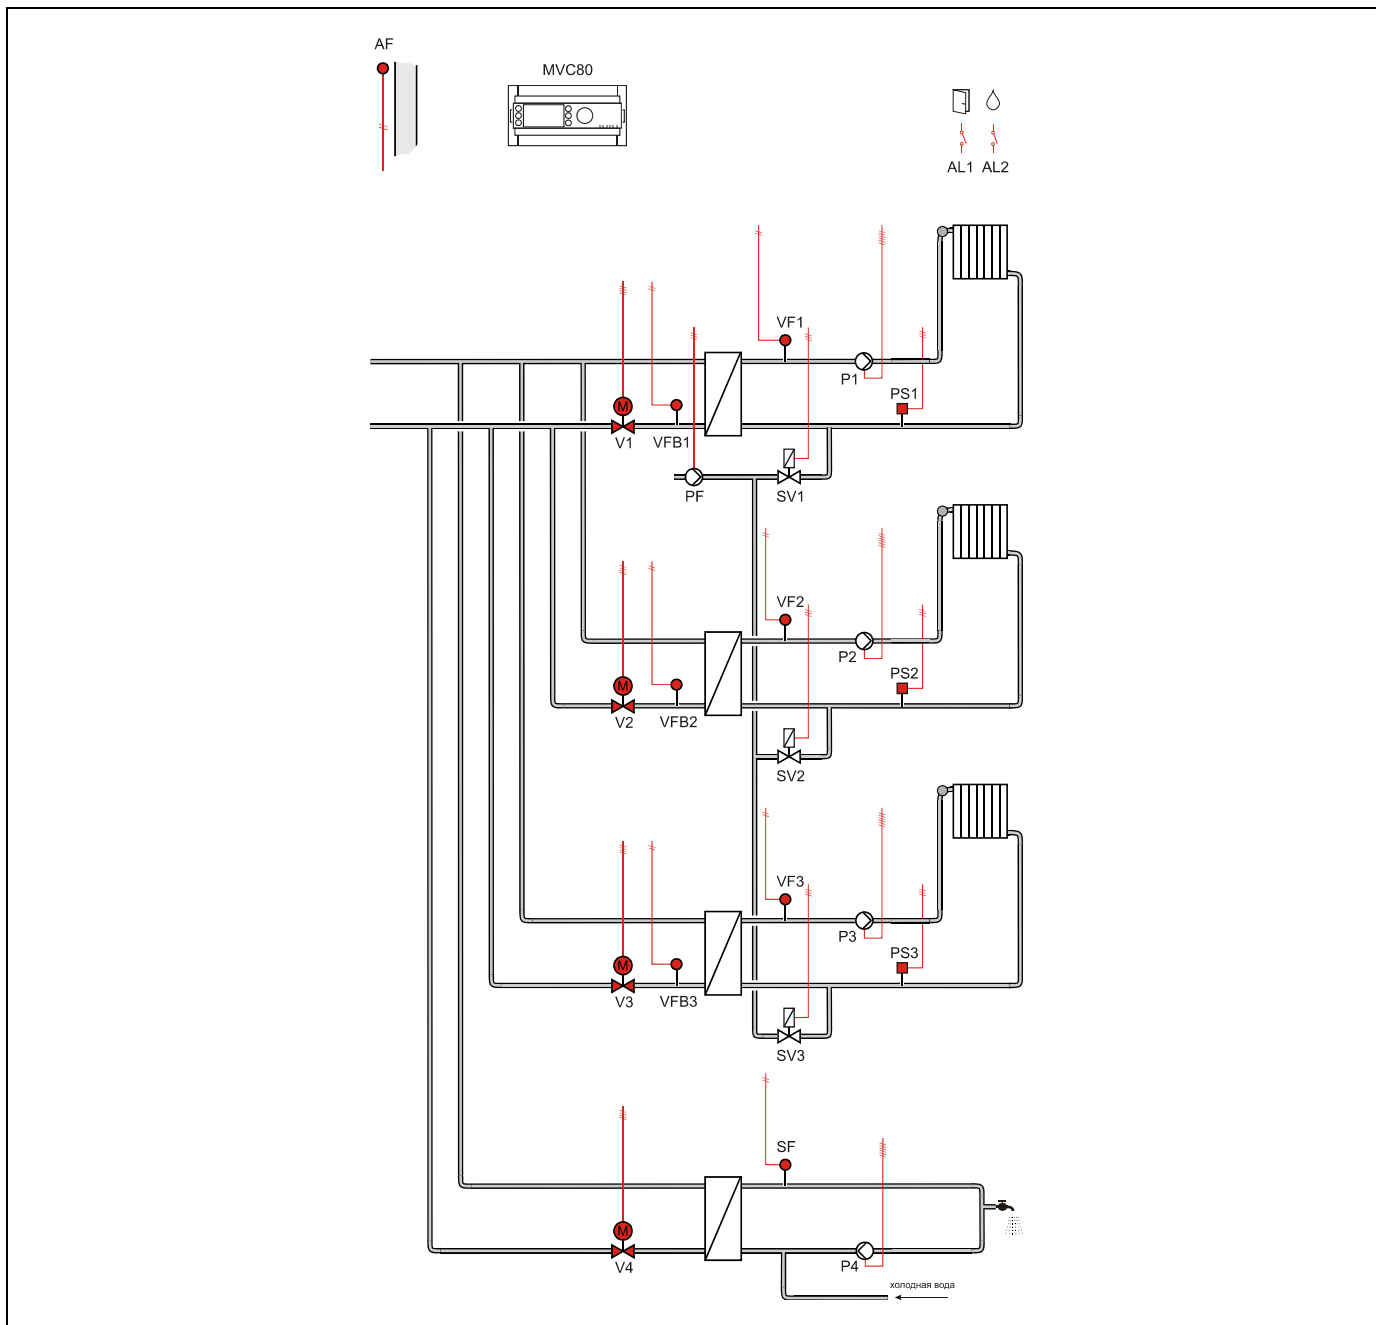 AF
MVC80
AL1 AL2
VF1
P1
PS1
M
V1
VFB1
PF
SV1
VF2
P2
PS2
M
V2
VFB2
SV2
VF3
P3
PS3
M
V3
VFB3
SV3
SF
M
V4
P4
холодная вода